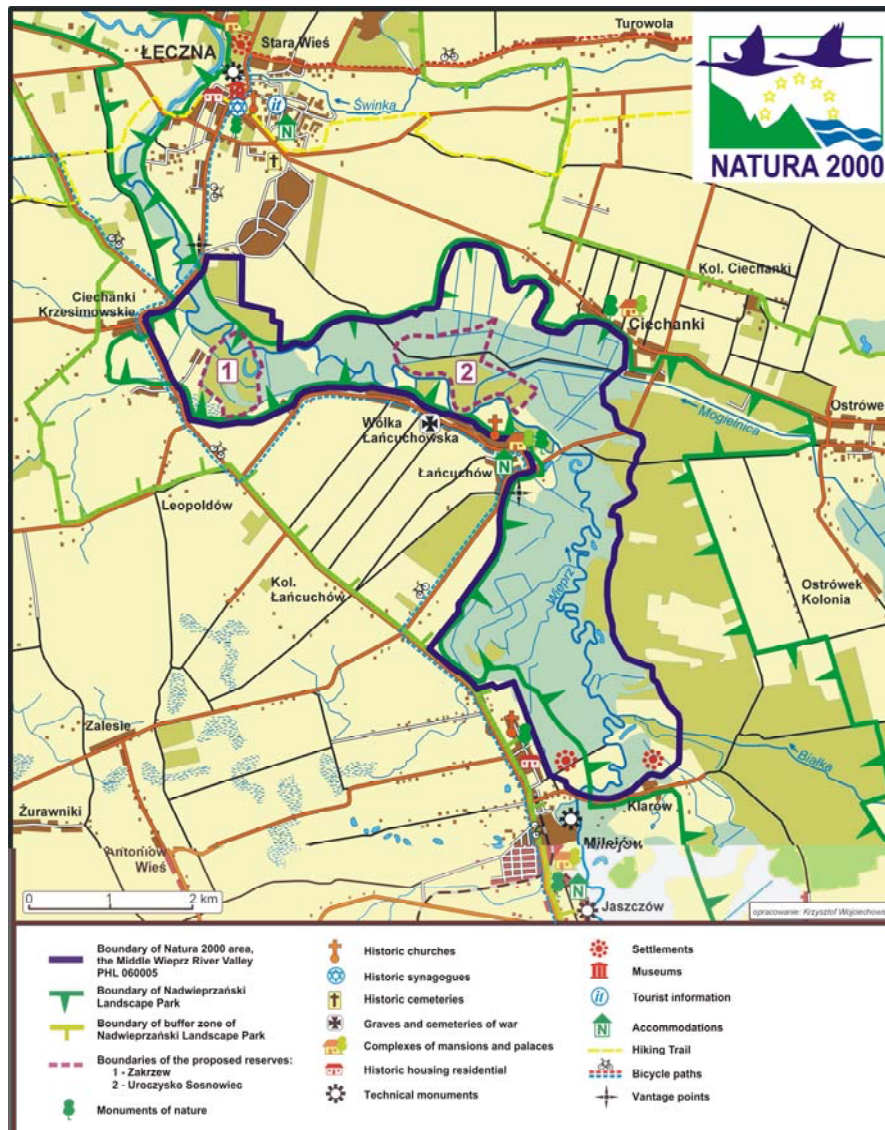 ŁĘCZNA
Stara Wieś
Turowola
Świnka
it
N
NATURA 2000
Ciechanki
Krzesimowskie
Kol. Ciechanki
Ciechanki
1
2
Ostrówe
Mogielnica
Wólka
Łańcuchowska
Łańcuchów
N
Leopoldów
Wieprz
Kol.
Łańcuchów
Ostrówek
Kolonia
Zalesie
Białka
Żurawniki
Klarów
Antoniów
Wieś
Milejów
N
Jaszczów
0 1 2 km
opracowanie: Krzysztof Wojciechows
Boundary of Natura 2000 area,
the Middle Wieprz River Valley
PHL 060005
Boundary of Nadwieprzański
Landscape Park
Boundary of buffer zone of
Nadwieprzański Landscape Park
Boundaries of the proposed reserves:
1 - Zakrzew
2 - Uroczysko Sosnowiec
Monuments of nature
Historic churches
Historic synagogues
Historic cemeteries
Graves and cemeteries of war
Complexes of mansions and palaces
Historic housing residential
Technical monuments
Settlements
Museums
it
Tourist information
N
Accommodations
Hiking Trail
Bicycle paths
Vantage points